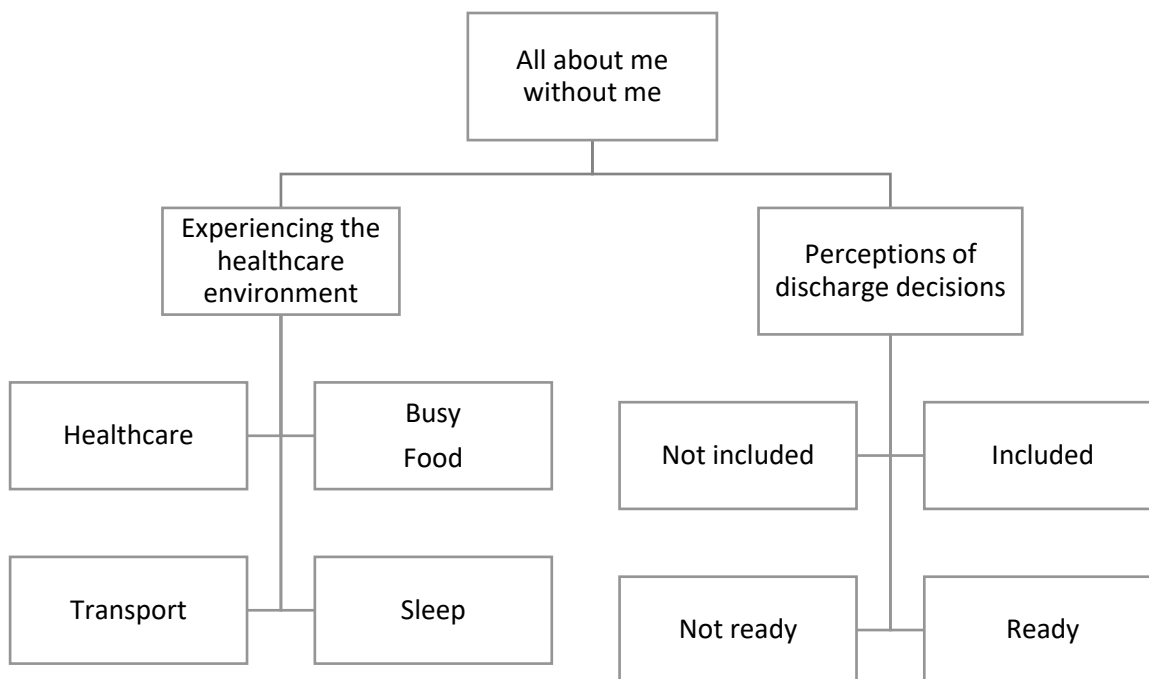 All about me
without me
Experiencing the
healthcare
environment
Perceptions of
discharge decisions
Healthcare
Busy
Food
Not included
Included
Transport
Sleep
Not ready
Ready